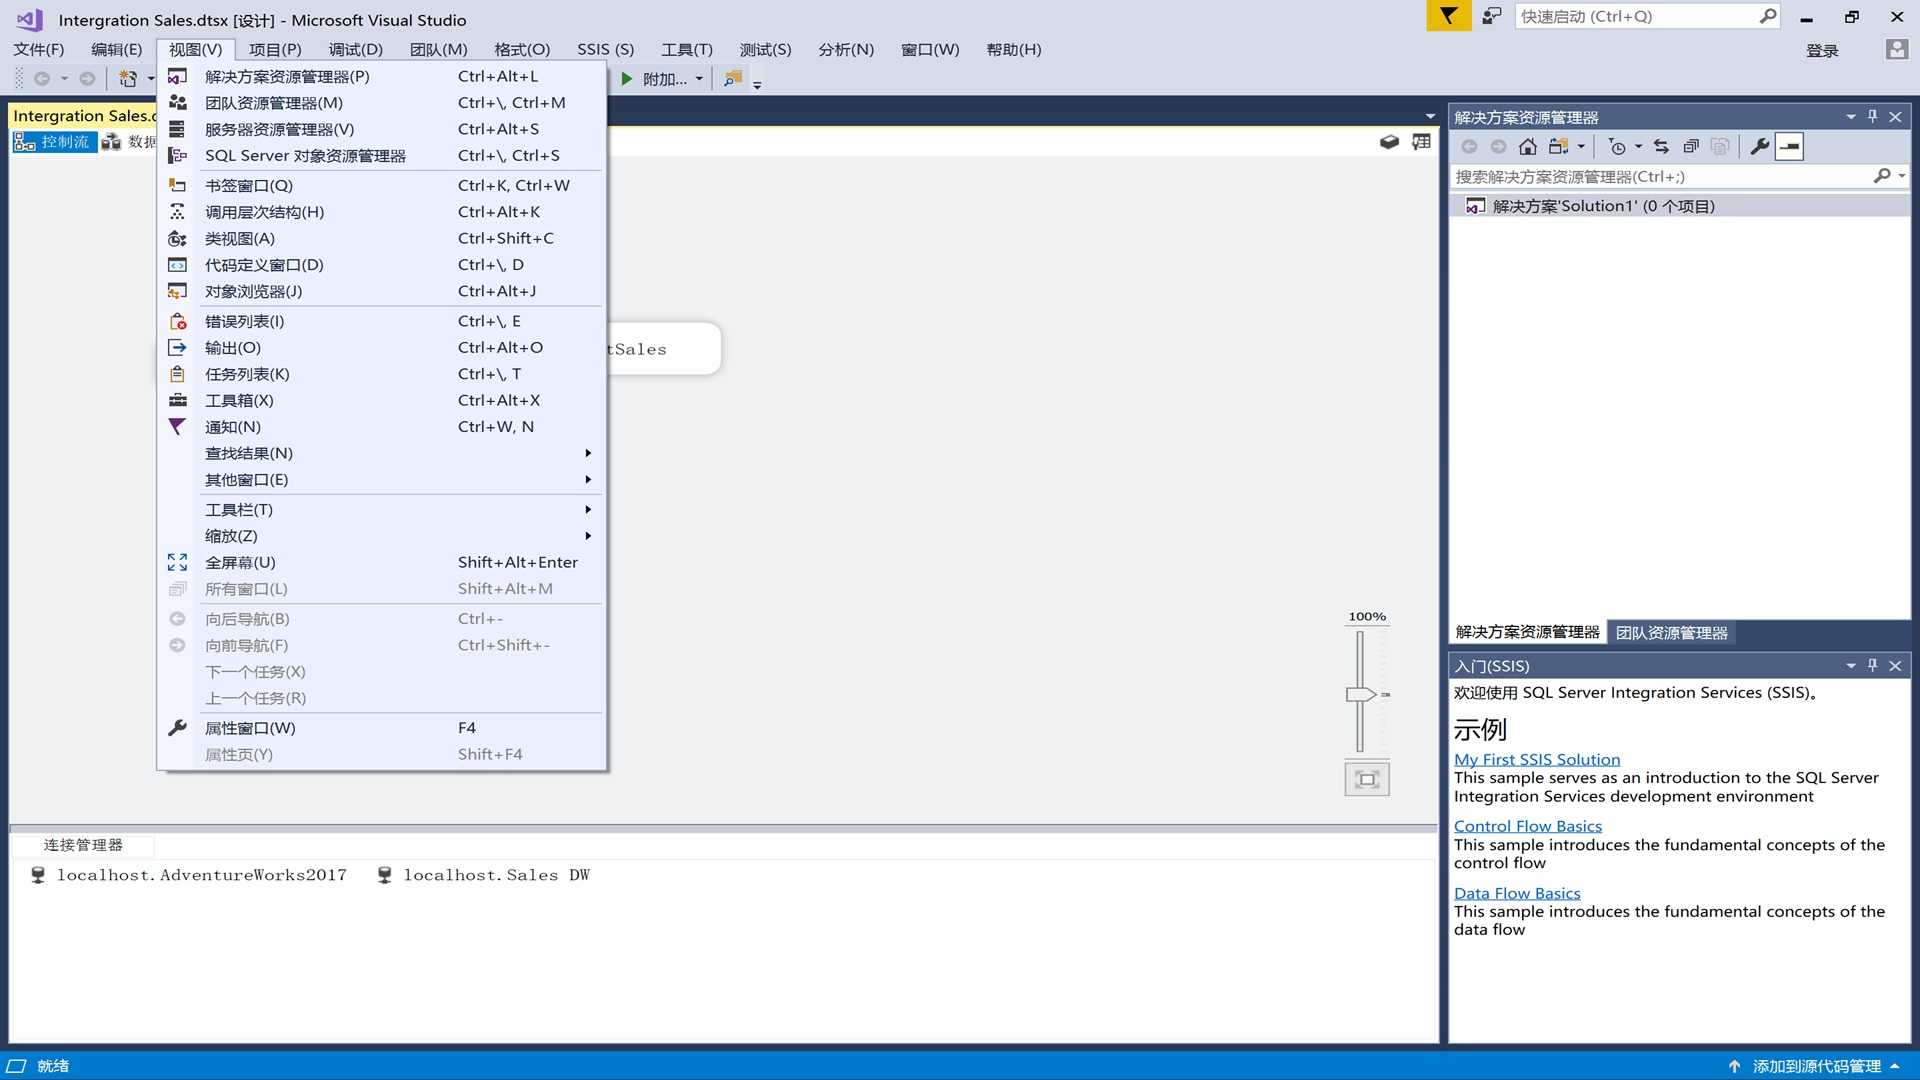 Intergration Sales.dtsx [设计] - Microsoft Visual Studio
快速启动 (Ctrl+Q)
文件(F) 编辑(E) 视图(V) 项目(P) 调试(D) 团队(M) 格式(O) SSIS (S) 工具(T) 测试(S) 分析(N) 窗口(W) 帮助(H)
登录
附加...
Intergration Sales.
控制流 数据
解决方案资源管理器(P) Ctrl+Alt+L
团队资源管理器(M) Ctrl+\, Ctrl+M
服务器资源管理器(V) Ctrl+Alt+S
SQL Server 对象资源管理器 Ctrl+\, Ctrl+S
书签窗口(Q) Ctrl+K, Ctrl+W
调用层次结构(H) Ctrl+Alt+K
类视图(A) Ctrl+Shift+C
代码定义窗口(D) Ctrl+\, D
对象浏览器(J) Ctrl+Alt+J
错误列表(I) Ctrl+\, E
输出(O) Ctrl+Alt+O
任务列表(K) Ctrl+\, T
工具箱(X) Ctrl+Alt+X
通知(N) Ctrl+W, N
查找结果(N)
其他窗口(E)
工具栏(T)
缩放(Z)
全屏幕(U) Shift+Alt+Enter
所有窗口(L) Shift+Alt+M
向后导航(B) Ctrl+-
向前导航(F) Ctrl+Shift+-
下一个任务(X)
上一个任务(R)
属性窗口(W) F4
属性页(Y) Shift+F4
tSales
100%
连接管理器
localhost.AdventureWorks2017 localhost.Sales DW
解决方案资源管理器
搜索解决方案资源管理器(Ctrl+;)
解决方案'Solution1' (0 个项目)
解决方案资源管理器 团队资源管理器
入门(SSIS)
欢迎使用 SQL Server Integration Services (SSIS)。
示例
My First SSIS Solution
This sample serves as an introduction to the SQL Server
Integration Services development environment
Control Flow Basics
This sample introduces the fundamental concepts of the
control flow
Data Flow Basics
This sample introduces the fundamental concepts of the
data flow
就绪
添加到源代码管理